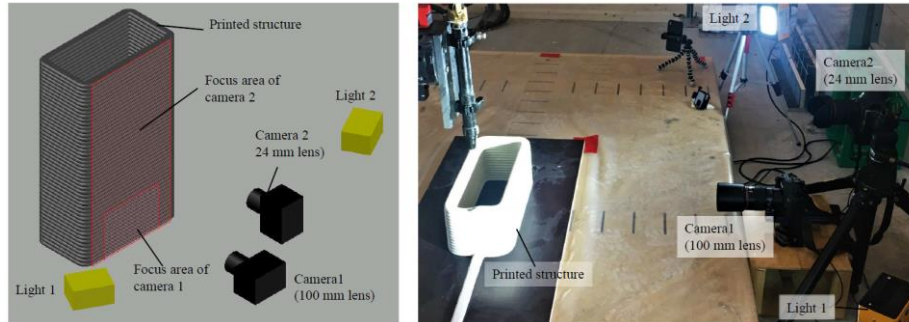 Printed structure
Focus area of
camera 2
Light 2
Camera 2
24 mm lens)
Focus area of
camera 1
Light 1
Camera1
(100 mm lens)
Light 2
Camera2
(24 mm lens)
Camera1
(100 mm lens)
Printed structure
Light 1